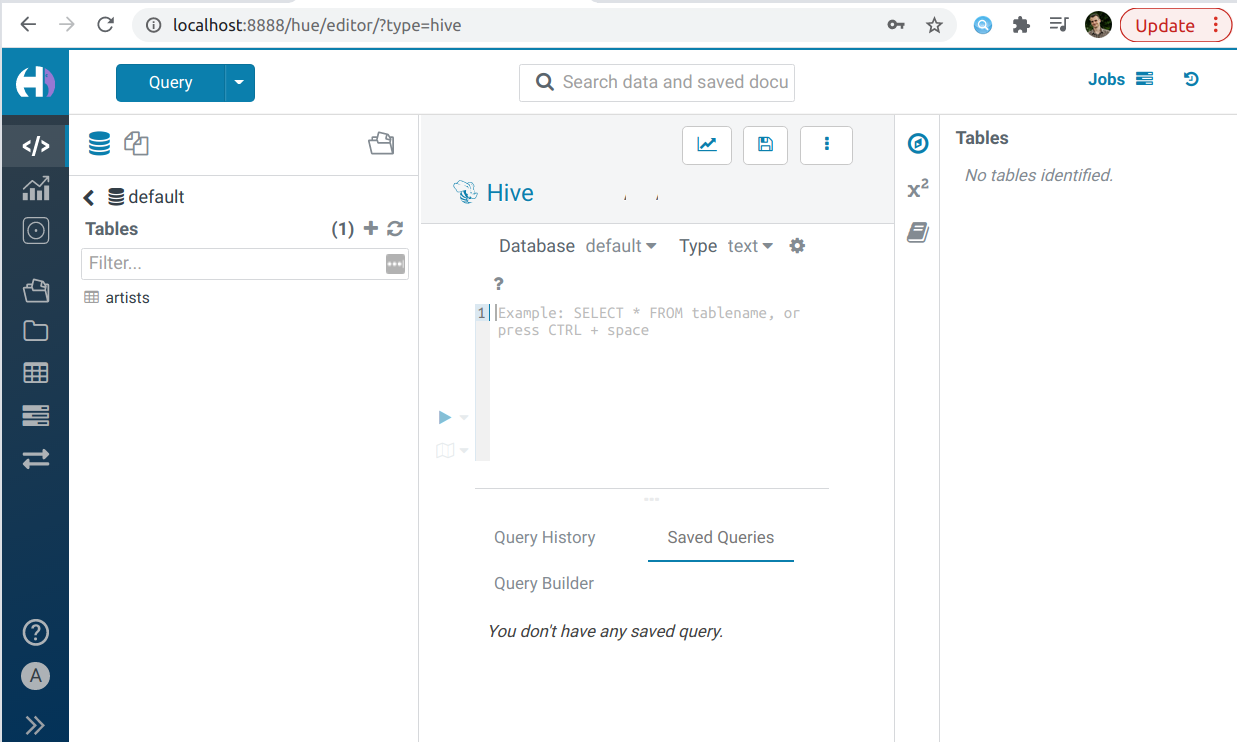 localhost:8888/hue/editor/?type=hive
Update
Query
Search data and saved docu
Jobs
default
Tables
(1)
Filter...
artists
Hive
Database default Type text
?
1 Example: SELECT * FROM tablename, or
press CTRL + space
Query History
Saved Queries
Query Builder
You don't have any saved query.
Tables
No tables identified.
x²
A